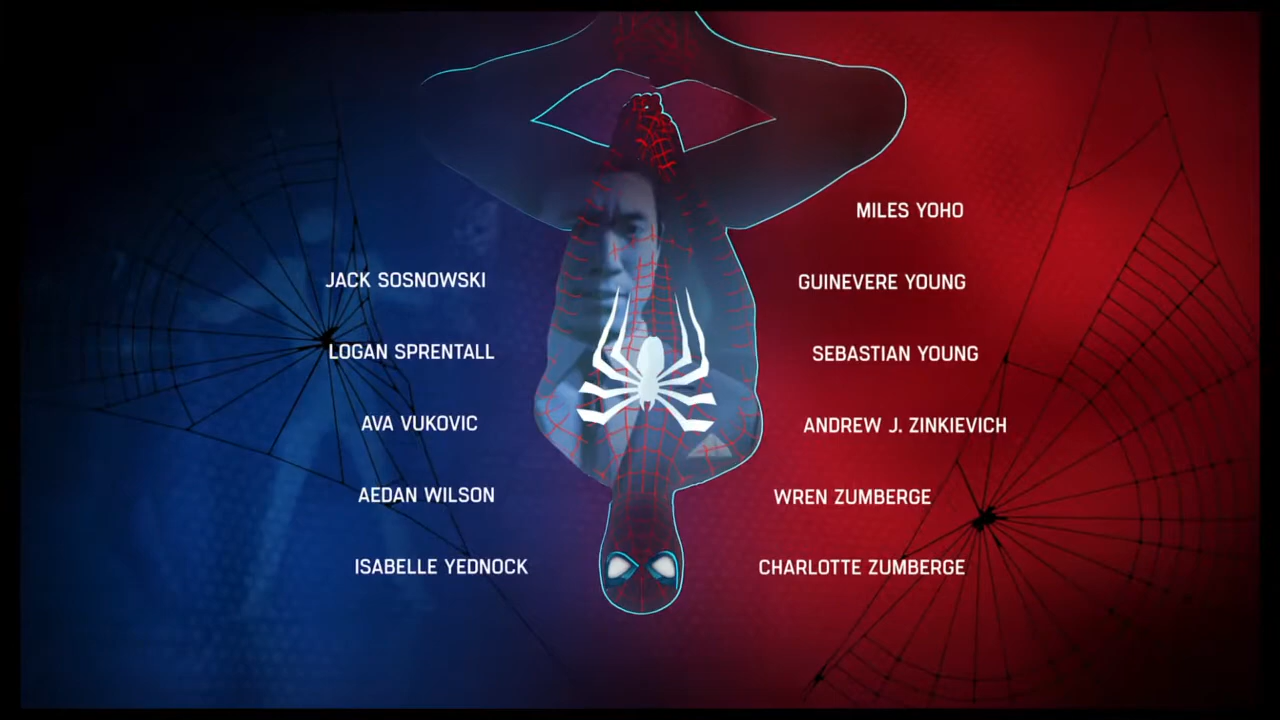 JACK SOSNOWSKI
LOGAN SPRENTALL
AVA VUKOVIC
AEDAN WILSON
ISABELLE YEDNOCK
MILES YOHO
GUINEVERE YOUNG
SEBASTIAN YOUNG
ANDREW J. ZINKIEVICH
WREN ZUMBERGE
CHARLOTTE ZUMBERGE